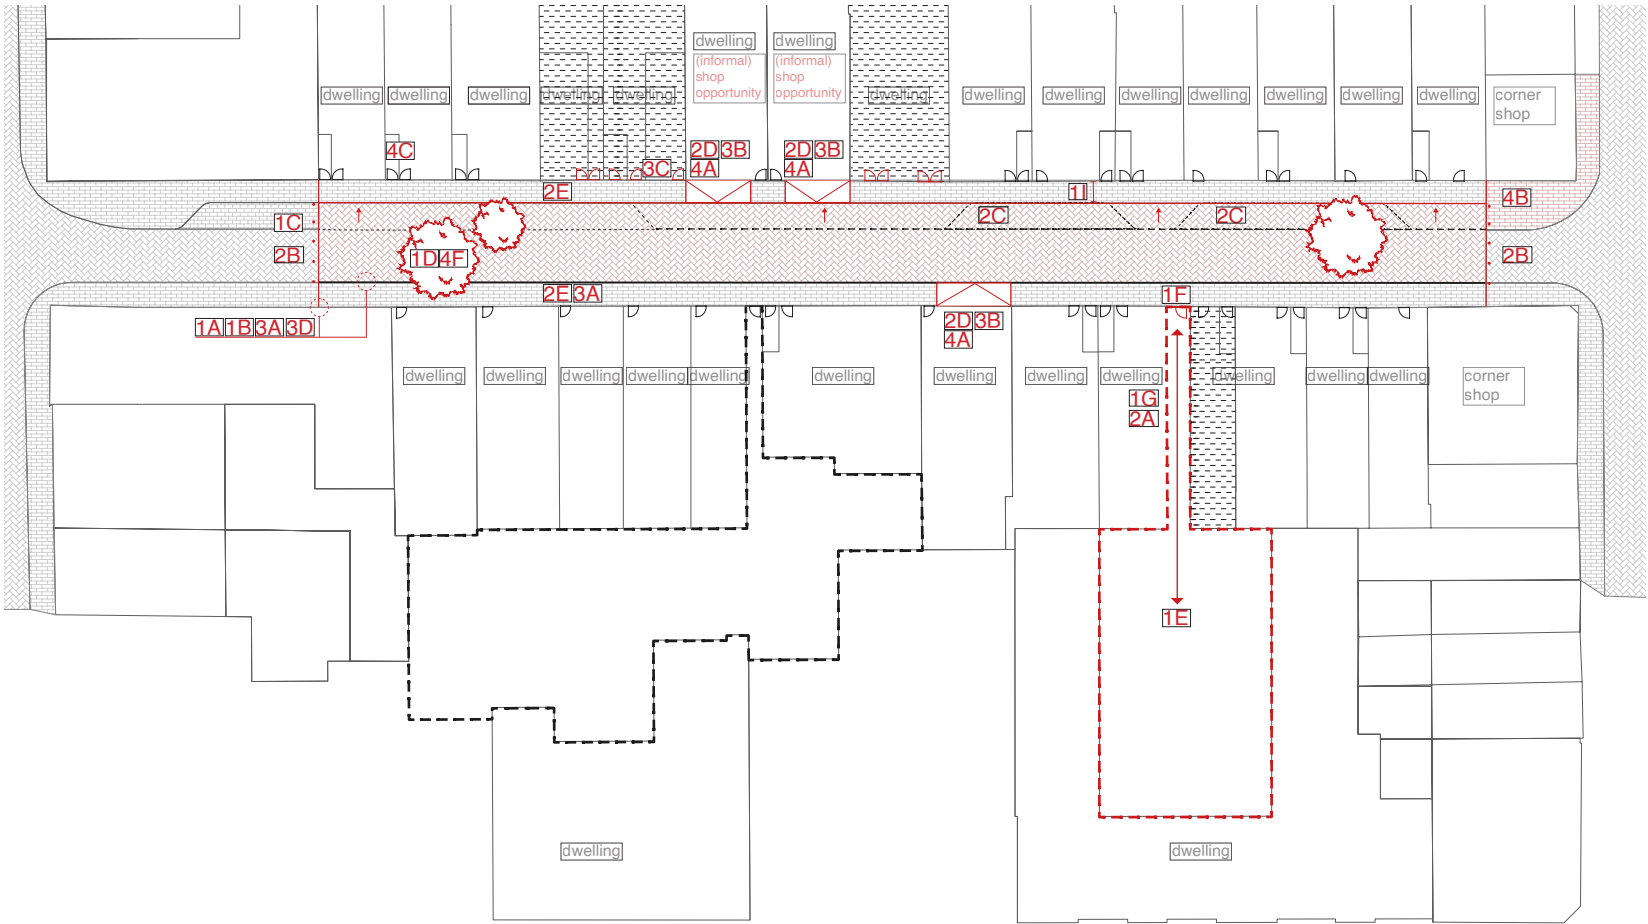 dwelling dwelling
(informal) (informal)
shop shop
opportunity opportunity
dwelling dwelling dwelling dwelling dwelling dwelling dwelling dwelling dwelling dwelling dwelling dwelling dwelling corner
shop
4C 2D 3B 2D 3B
3C 4A 4A
2E 1I 4B
1C 2C 2C
2B 1D 4F 2B
2E 3A 1F
1A 1B 3A 3D 2D 3B
4A
dwelling dwelling dwelling dwelling dwelling dwelling dwelling dwelling dwelling dwelling dwelling dwelling corner
shop
1G
2A
1E
dwelling dwelling